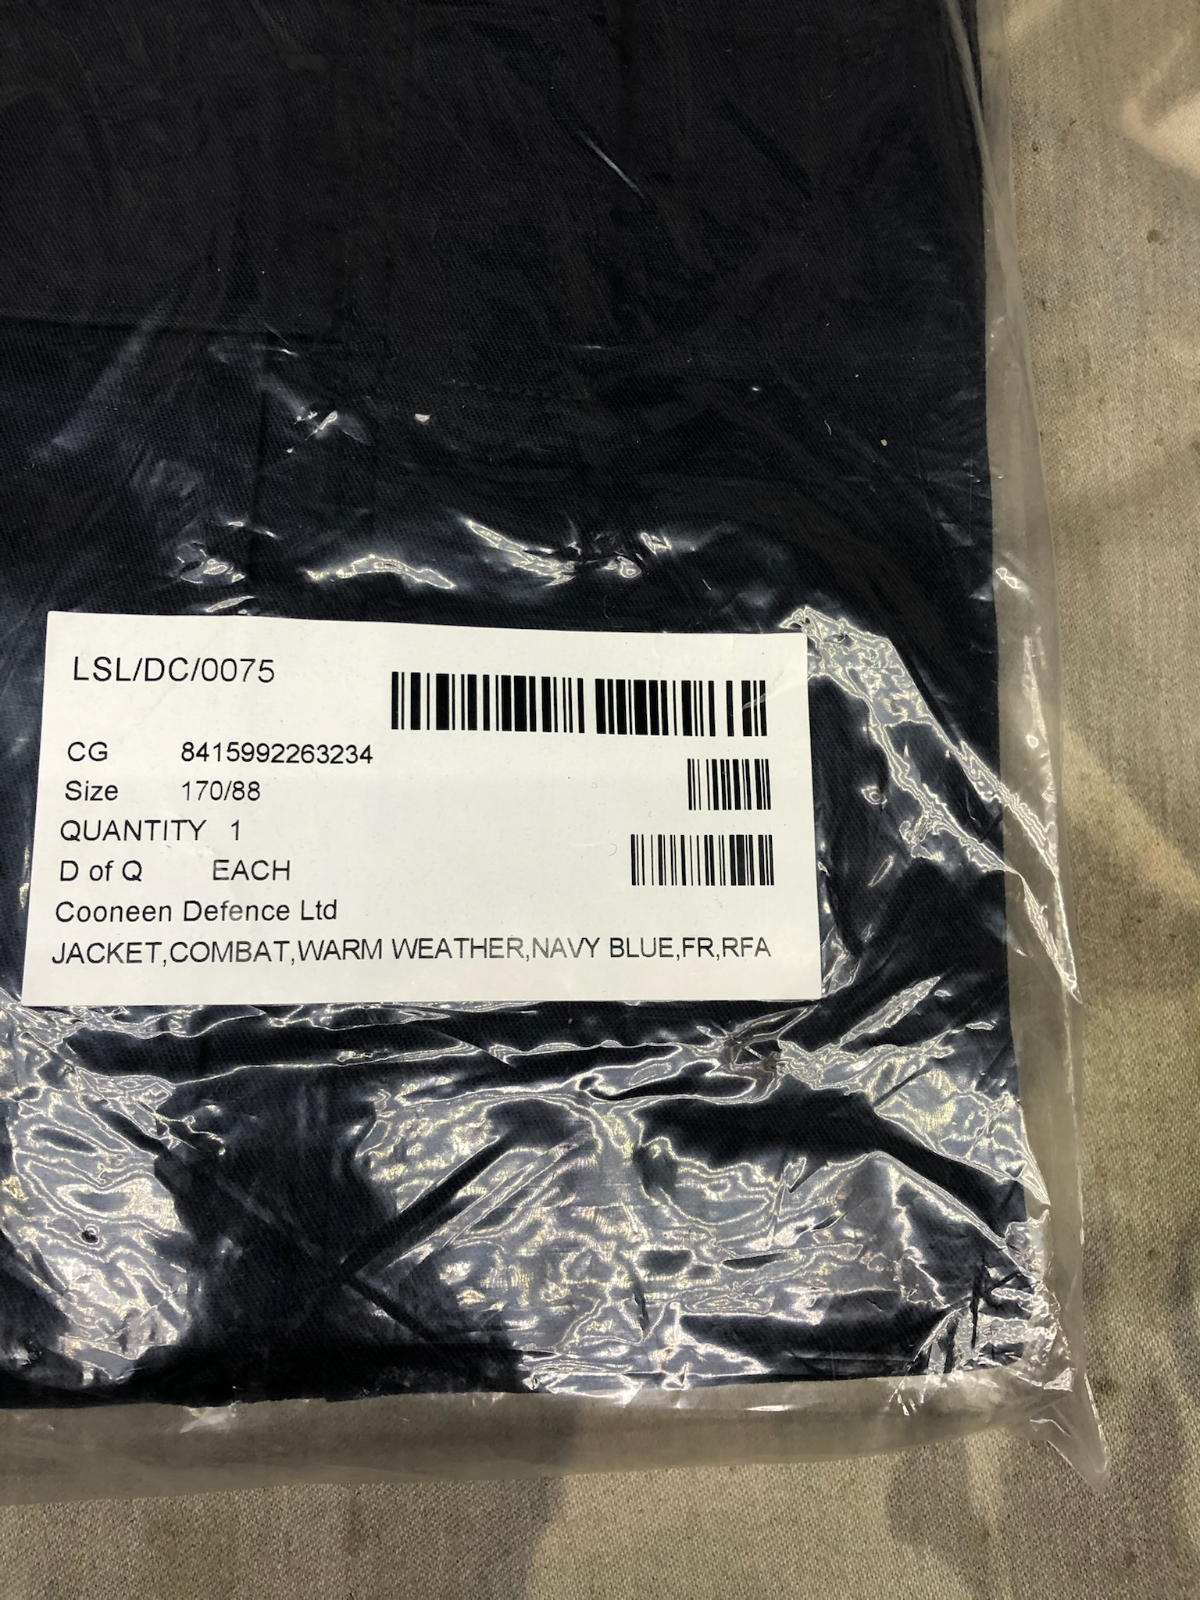 LSL/DC/0075
CG 8415992263234
Size 170/88
QUANTITY 1
D of Q EACH
Cooneen Defence Ltd
JACKET,COMBAT,WARM WEATHER,NAVY BLUE,FR,RFA